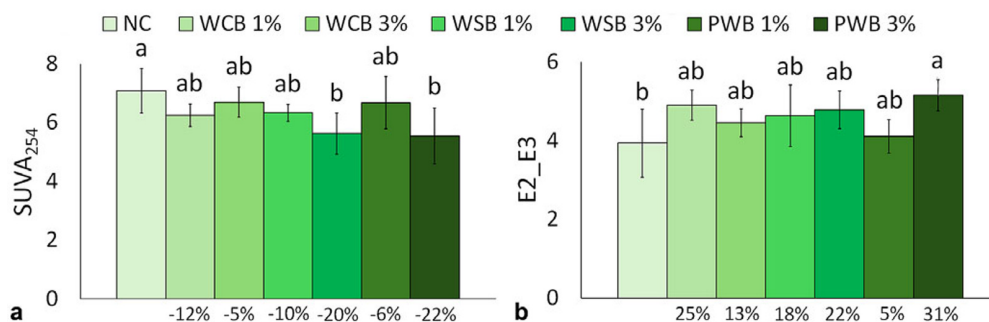 NC WCB 1% WCB 3% WSB 1% WSB 3% PWB 1% PWB 3%
8
6
4
2
0
SUVA254
a ab ab ab b ab b
-12% -5% -10% -20% -6% -22%
a
6
4
2
0
E2_E3
b ab ab ab ab ab a
25% 13% 18% 22% 5% 31%
b